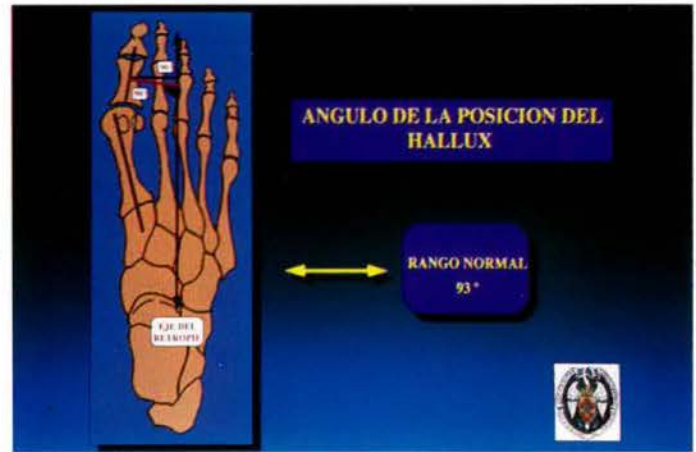 ANGULO DE LA POSICION DEL
HALLUX
RANGO NORMAL
93°
EJE DEL
RETROPIE